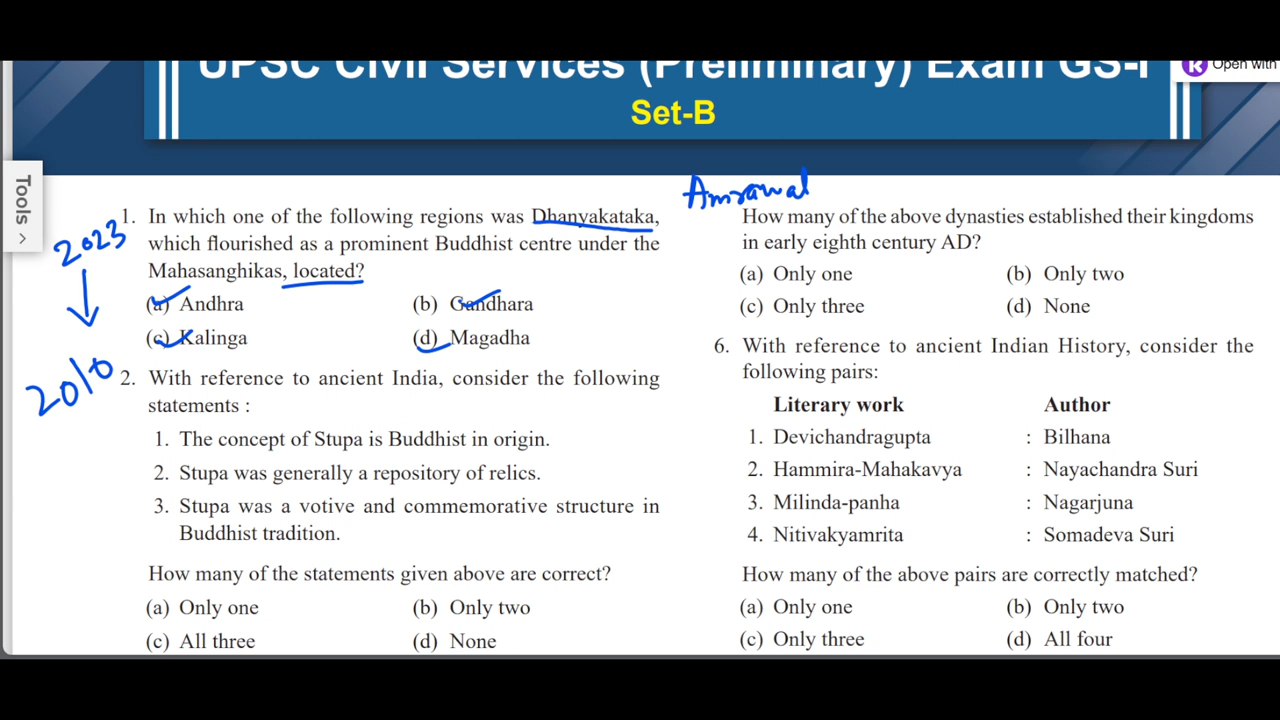 UPSC Civil Services (Preliminary) Exam GS-I
Set-B
Open with
Tools
Amrawal
2023
2010
1. In which one of the following regions was Dhanyakataka,
which flourished as a prominent Buddhist centre under the
Mahasanghikas, located?
(a) Andhra (b) Gandhara
(c) Kalinga (d) Magadha
2. With reference to ancient India, consider the following
statements :
1. The concept of Stupa is Buddhist in origin.
2. Stupa was generally a repository of relics.
3. Stupa was a votive and commemorative structure in
Buddhist tradition.
How many of the statements given above are correct?
(a) Only one (b) Only two
(c) All three (d) None
How many of the above dynasties established their kingdoms
in early eighth century AD?
(a) Only one (b) Only two
(c) Only three (d) None
6. With reference to ancient Indian History, consider the
following pairs:
Literary work Author
1. Devichandragupta : Bilhana
2. Hammira-Mahakavya : Nayachandra Suri
3. Milinda-panha : Nagarjuna
4. Nitivakyamrita : Somadeva Suri
How many of the above pairs are correctly matched?
(a) Only one (b) Only two
(c) Only three (d) All four